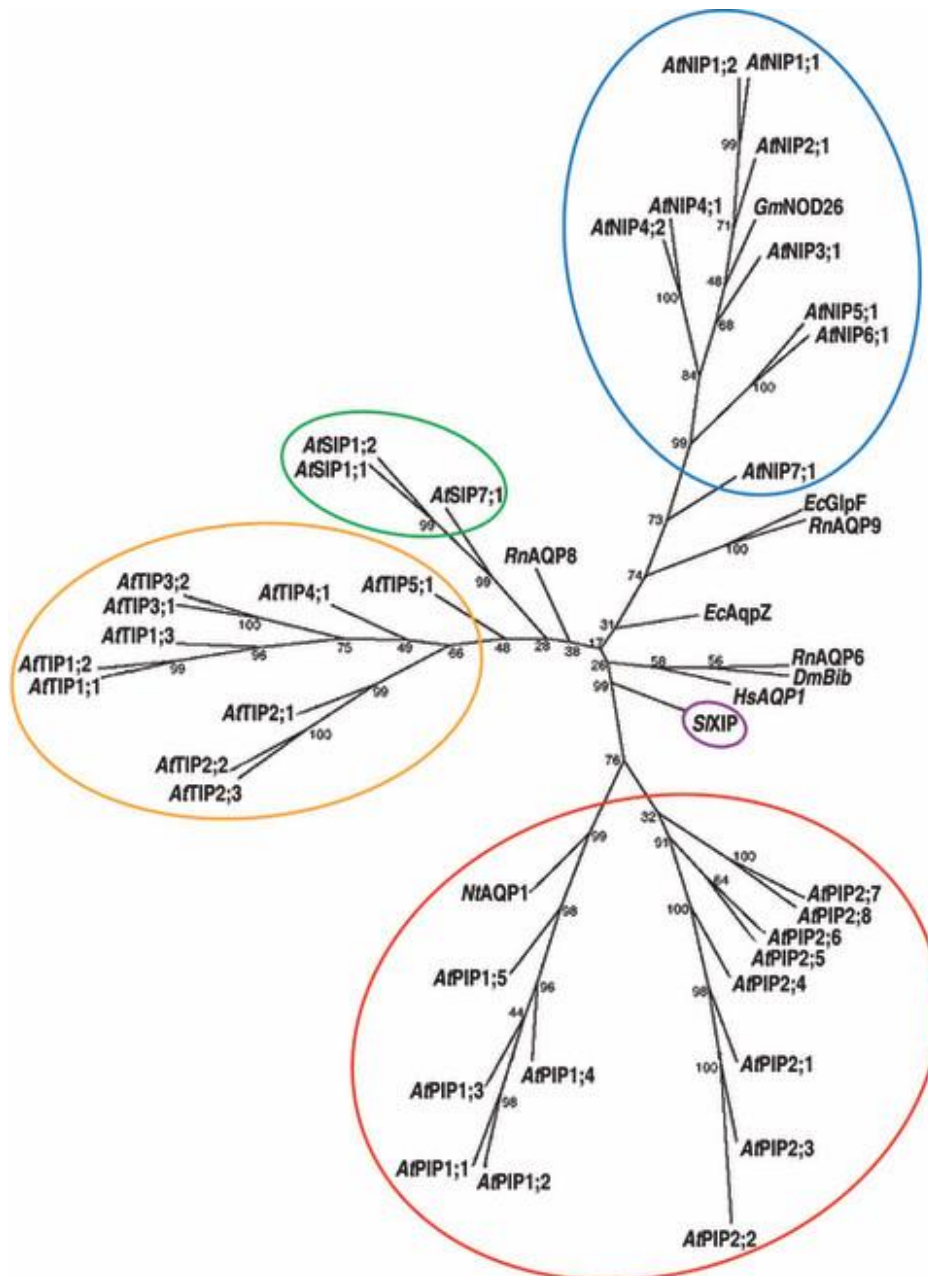 AtNIP1;2 AtNIP1;1
99
AtNIP2;1
AtNIP4;1
GmNOD26
71
AtNIP4;2
AtNIP3;1
48
100
68
AtNIP5;1
AtNIP6;1
84
100
99
AtSIP1;2
AtSIP1;1
AtNIP7;1
AtSIP7;1
EcGlpF
99
73
RnAQP9
100
RnAQP8
99
74
AtTIP3;2
AtTIP4;1
AtTIP5;1
AtTIP3;1
100
EcAqpZ
31
AtTIP1;3
75 49 66 48 28 38
96
AtTIP1;2
99
26
58
56
RnAQP6
AtTIP1;1
DmBib
99
99
HsAQP1
AtTIP2;1
SlXIP
100
AtTIP2;2
76
AtTIP2;3
32
99
91
100
NtAQP1
64
AtPIP2;7
98
100
AtPIP2;8
AtPIP2;6
AtPIP2;5
AtPIP1;5
AtPIP2;4
96
98
44
AtPIP2;1
100
AtPIP1;4
AtPIP1;3
98
AtPIP2;3
AtPIP1;1
AtPIP1;2
AtPIP2;2